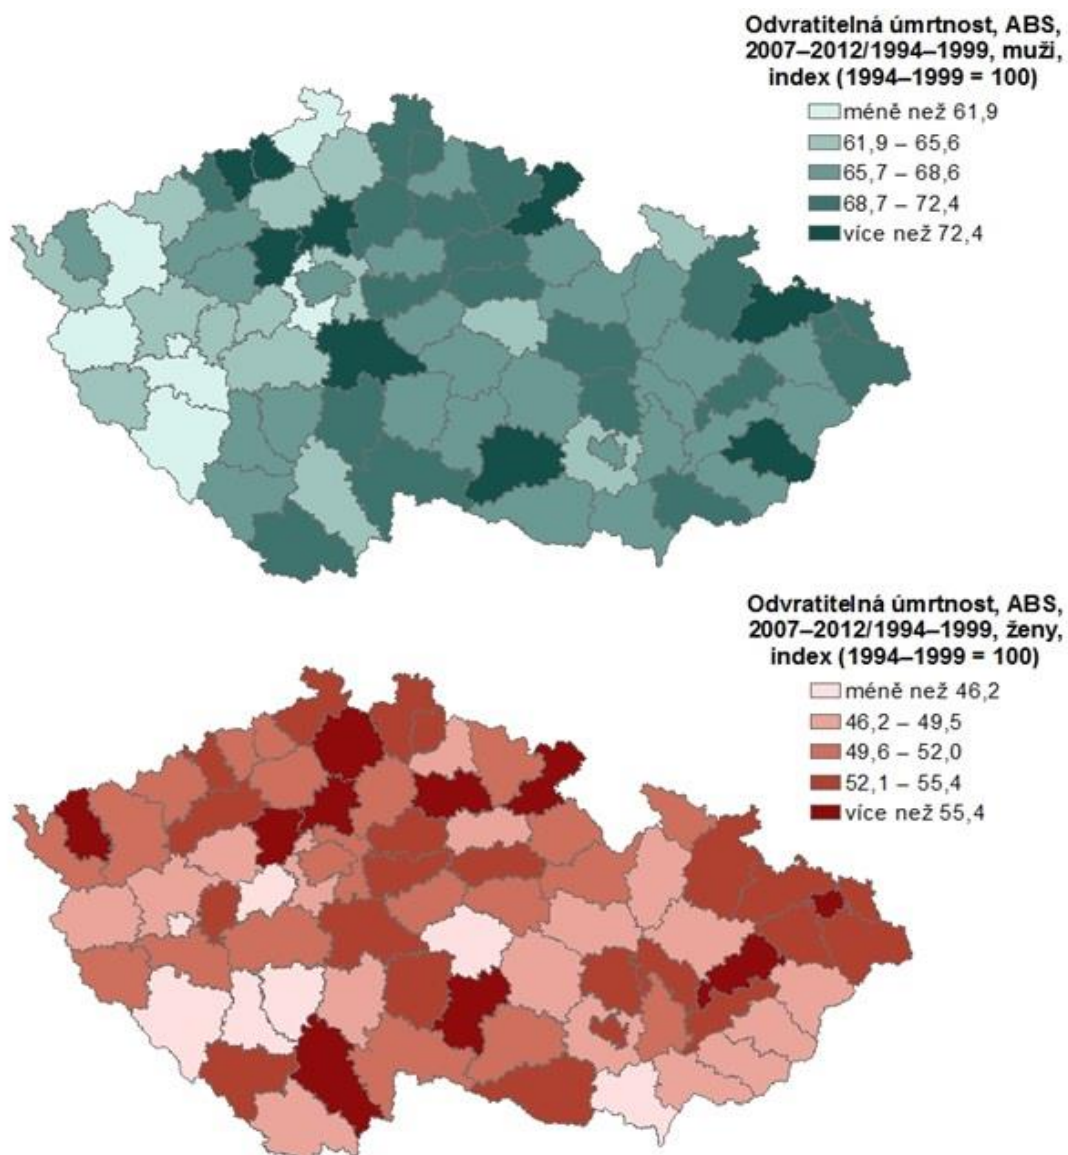 Odvratitelná úmrtnost, ABS,
2007–2012/1994–1999, muži,
index (1994–1999 = 100)
méně než 61,9
61,9 – 65,6
65,7 – 68,6
68,7 – 72,4
více než 72,4
Odvratitelná úmrtnost, ABS,
2007–2012/1994–1999, ženy,
index (1994–1999 = 100)
méně než 46,2
46,2 – 49,5
49,6 – 52,0
52,1 – 55,4
více než 55,4